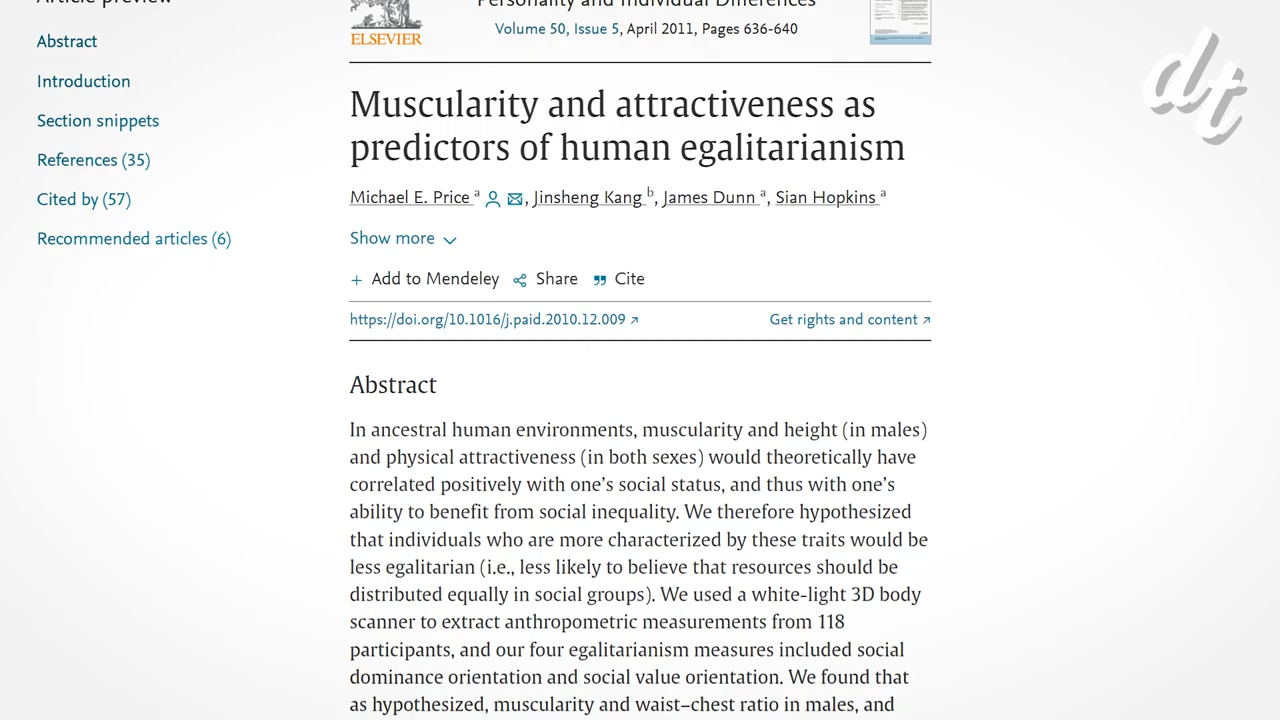 Article preview
Abstract
Introduction
Section snippets
References (35)
Cited by (57)
Recommended articles (6)
ELSEVIER
Personality and Individual Differences
Volume 50, Issue 5, April 2011, Pages 636-640
dt
Muscularity and attractiveness as
predictors of human egalitarianism
Michael E. Price a, Jinsheng Kang b, James Dunn a, Sian Hopkins a
Show more
+ Add to Mendeley Share Cite
https://doi.org/10.1016/j.paid.2010.12.009 ↗ Get rights and content ↗
Abstract
In ancestral human environments, muscularity and height (in males)
and physical attractiveness (in both sexes) would theoretically have
correlated positively with one’s social status, and thus with one’s
ability to benefit from social inequality. We therefore hypothesized
that individuals who are more characterized by these traits would be
less egalitarian (i.e., less likely to believe that resources should be
distributed equally in social groups). We used a white-light 3D body
scanner to extract anthropometric measurements from 118
participants, and our four egalitarianism measures included social
dominance orientation and social value orientation. We found that
as hypothesized, muscularity and waist–chest ratio in males, and